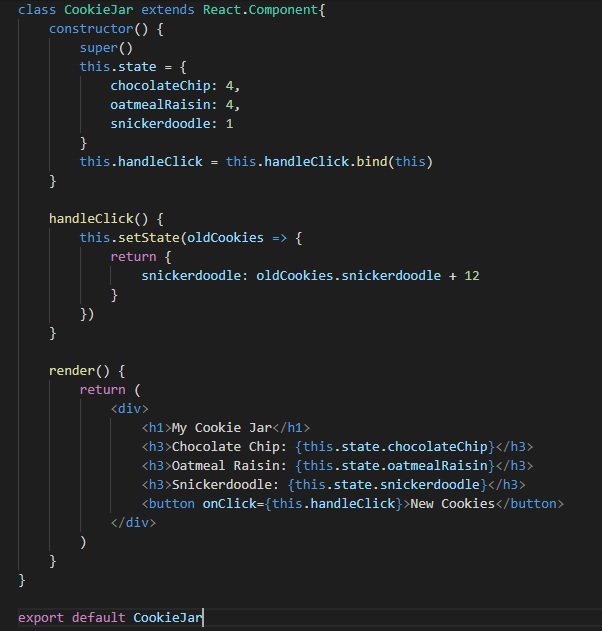 class CookieJar extends React.Component{
    constructor() {
        super()
        this.state = {
            chocolateChip: 4,
            oatmealRaisin: 4,
            snickerdoodle: 1
        }
        this.handleClick = this.handleClick.bind(this)
    }

    handleClick() {
        this.setState(oldCookies => {
            return {
                snickerdoodle: oldCookies.snickerdoodle + 12
            }
        })
    }

    render() {
        return (
            <div>
                <h1>My Cookie Jar</h1>
                <h3>Chocolate Chip: {this.state.chocolateChip}</h3>
                <h3>Oatmeal Raisin: {this.state.oatmealRaisin}</h3>
                <h3>Snickerdoodle: {this.state.snickerdoodle}</h3>
                <button onClick={this.handleClick}>New Cookies</button>
            </div>
        )
    }
}

export default CookieJar